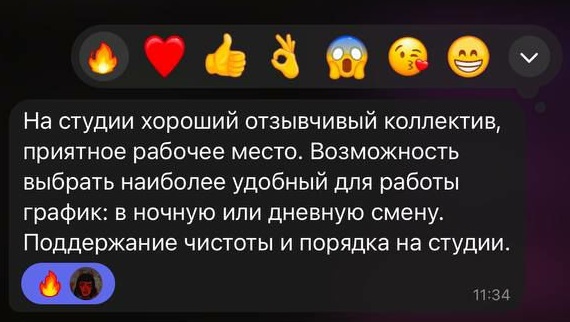 На студии хороший отзывчивый коллектив,
приятное рабочее место. Возможность
выбрать наиболее удобный для работы
график: в ночную или дневную смену.
Поддержание чистоты и порядка на студии.
11:34